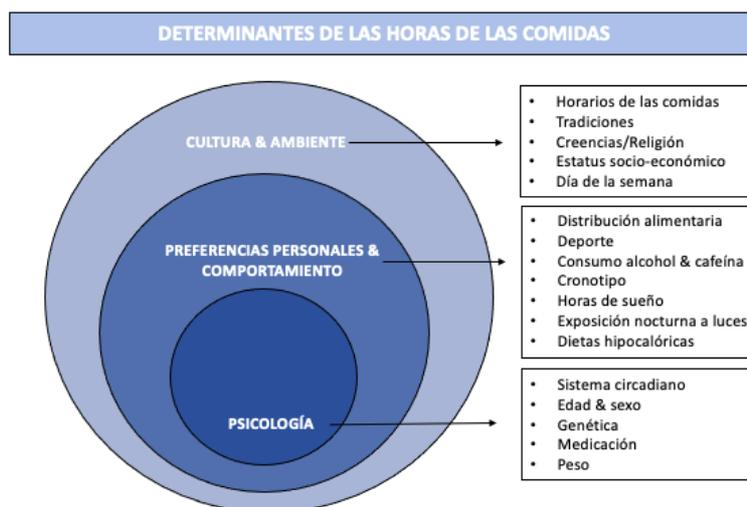 DETERMINANTES DE LAS HORAS DE LAS COMIDAS
CULTURA & AMBIENTE
• Horarios de las comidas
• Tradiciones
• Creencias/Religión
• Estatus socio-económico
• Día de la semana
PREFERENCIAS PERSONALES &
COMPORTAMIENTO
• Distribución alimentaria
• Deporte
• Consumo alcohol & cafeína
• Cronotipo
• Horas de sueño
• Exposición nocturna a luces
• Dietas hipocalóricas
PSICOLOGÍA
• Sistema circadiano
• Edad & sexo
• Genética
• Medicación
• Peso